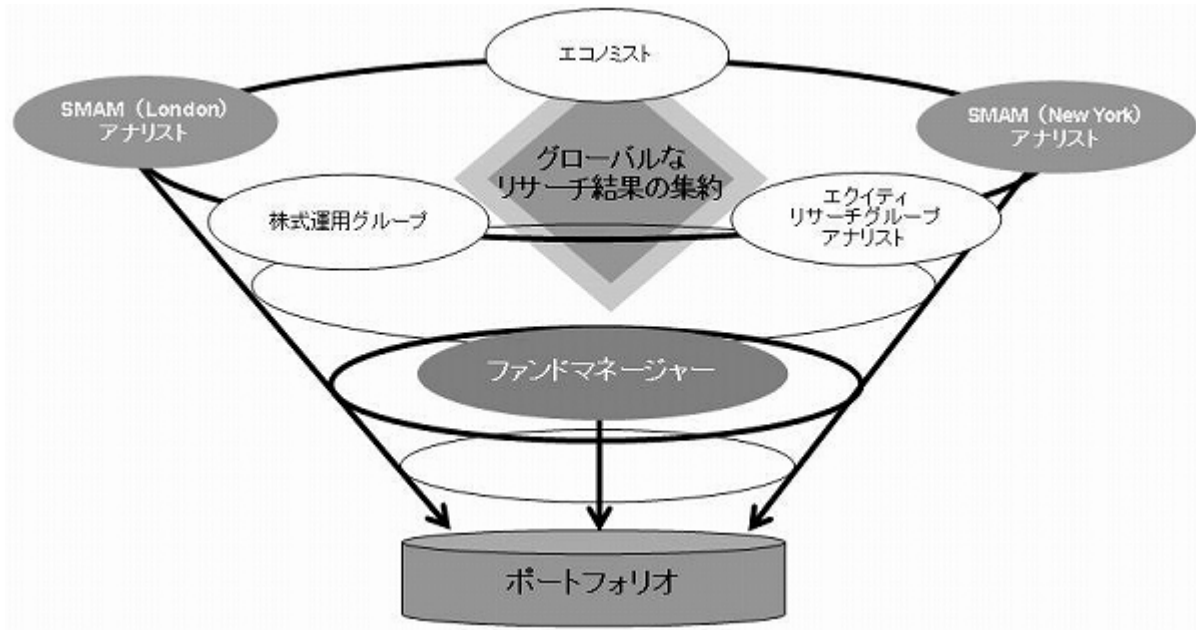 エコノミスト
SMAM（London）
アナリスト
SMAM（New York）
アナリスト
グローバルな
リサーチ結果の集約
株式運用グループ
エクイティ
リサーチグループ
アナリスト
ファンドマネージャー
ポートフォリオ